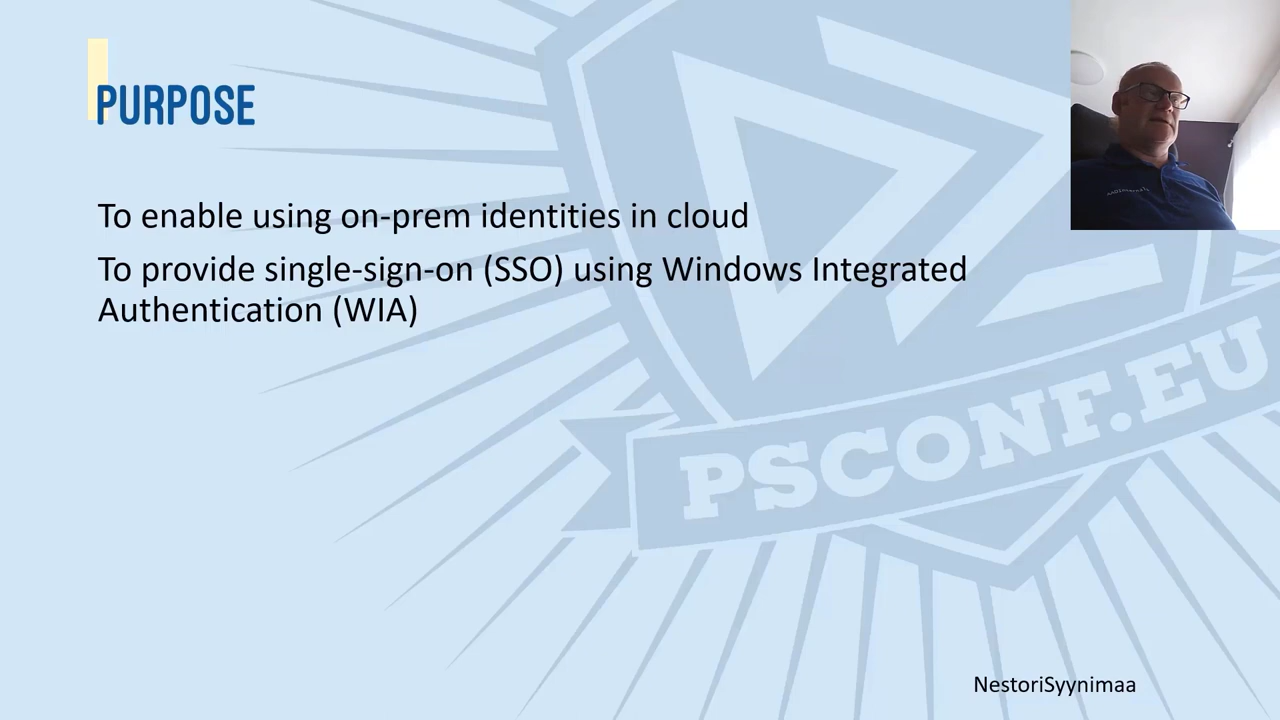 PURPOSE
To enable using on-prem identities in cloud
To provide single-sign-on (SSO) using Windows Integrated
Authentication (WIA)
PSCONF.EU
NestoriSyynimaa